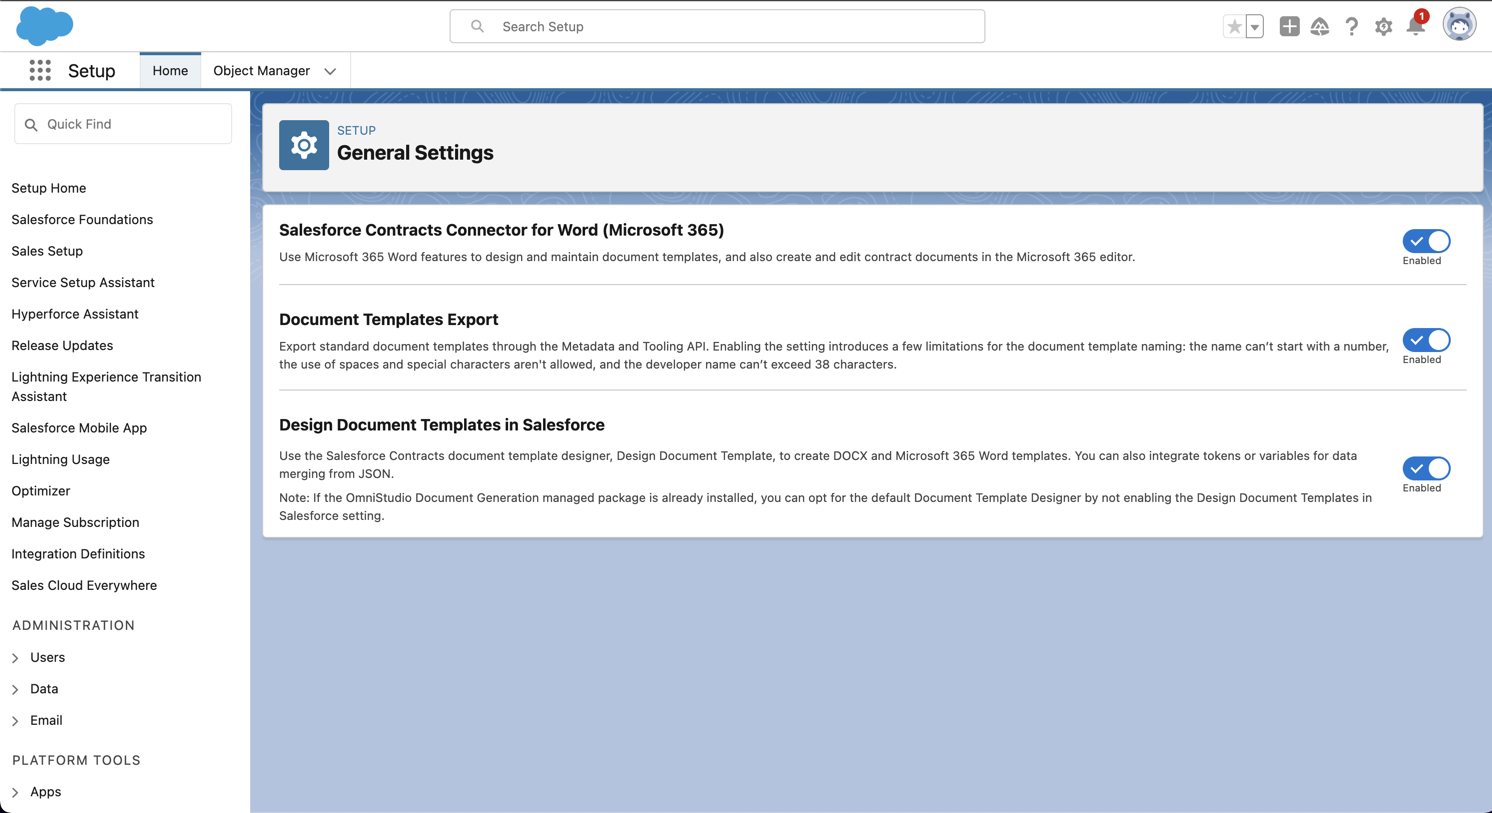 Search Setup
1
Setup
Home
Object Manager
Quick Find
Setup Home
Salesforce Foundations
Sales Setup
Service Setup Assistant
Hyperforce Assistant
Release Updates
Lightning Experience Transition
Assistant
Salesforce Mobile App
Lightning Usage
Optimizer
Manage Subscription
Integration Definitions
Sales Cloud Everywhere
ADMINISTRATION
Users
Data
Email
PLATFORM TOOLS
Apps
SETUP
General Settings
Salesforce Contracts Connector for Word (Microsoft 365)
Use Microsoft 365 Word features to design and maintain document templates, and also create and edit contract documents in the Microsoft 365 editor.
Enabled
Document Templates Export
Export standard document templates through the Metadata and Tooling API. Enabling the setting introduces a few limitations for the document template naming: the name can’t start with a number,
the use of spaces and special characters aren't allowed, and the developer name can’t exceed 38 characters.
Enabled
Design Document Templates in Salesforce
Use the Salesforce Contracts document template designer, Design Document Template, to create DOCX and Microsoft 365 Word templates. You can also integrate tokens or variables for data
merging from JSON.
Note: If the OmniStudio Document Generation managed package is already installed, you can opt for the default Document Template Designer by not enabling the Design Document Templates in
Salesforce setting.
Enabled